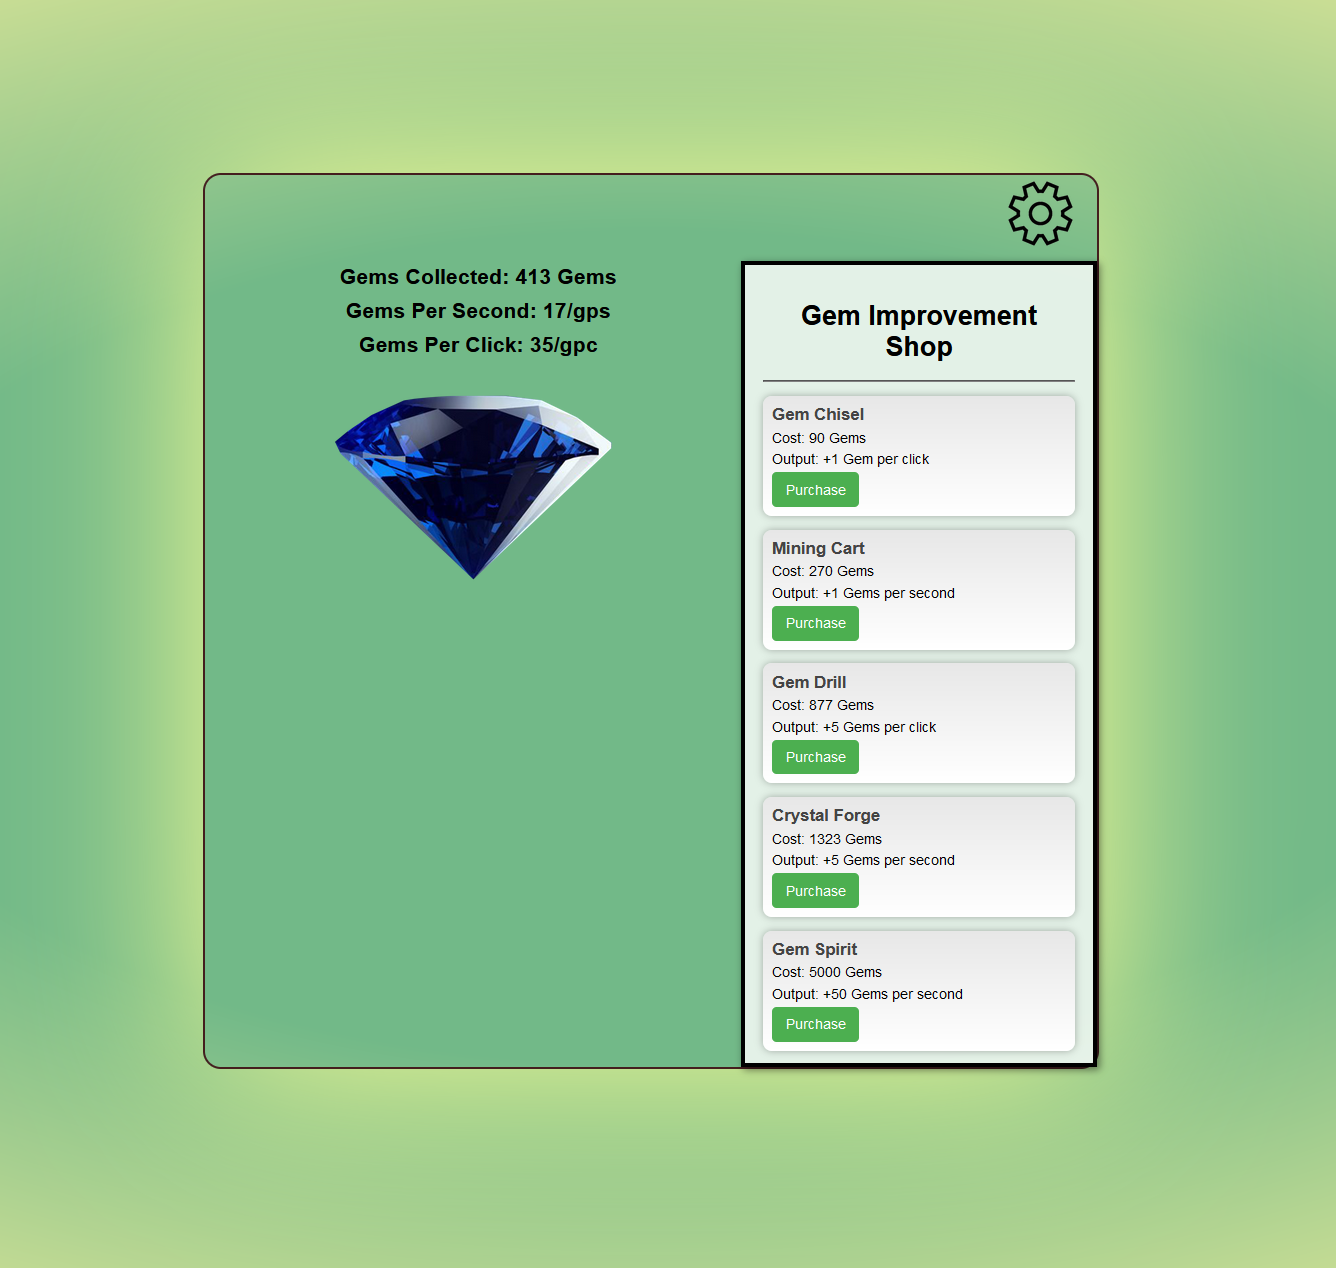 Gems Collected: 413 Gems
Gems Per Second: 17/gps
Gems Per Click: 35/gpc
Gem Improvement
Shop
Gem Chisel
Cost: 90 Gems
Output: +1 Gem per click
Purchase
Mining Cart
Cost: 270 Gems
Output: +1 Gems per second
Purchase
Gem Drill
Cost: 877 Gems
Output: +5 Gems per click
Purchase
Crystal Forge
Cost: 1323 Gems
Output: +5 Gems per second
Purchase
Gem Spirit
Cost: 5000 Gems
Output: +50 Gems per second
Purchase